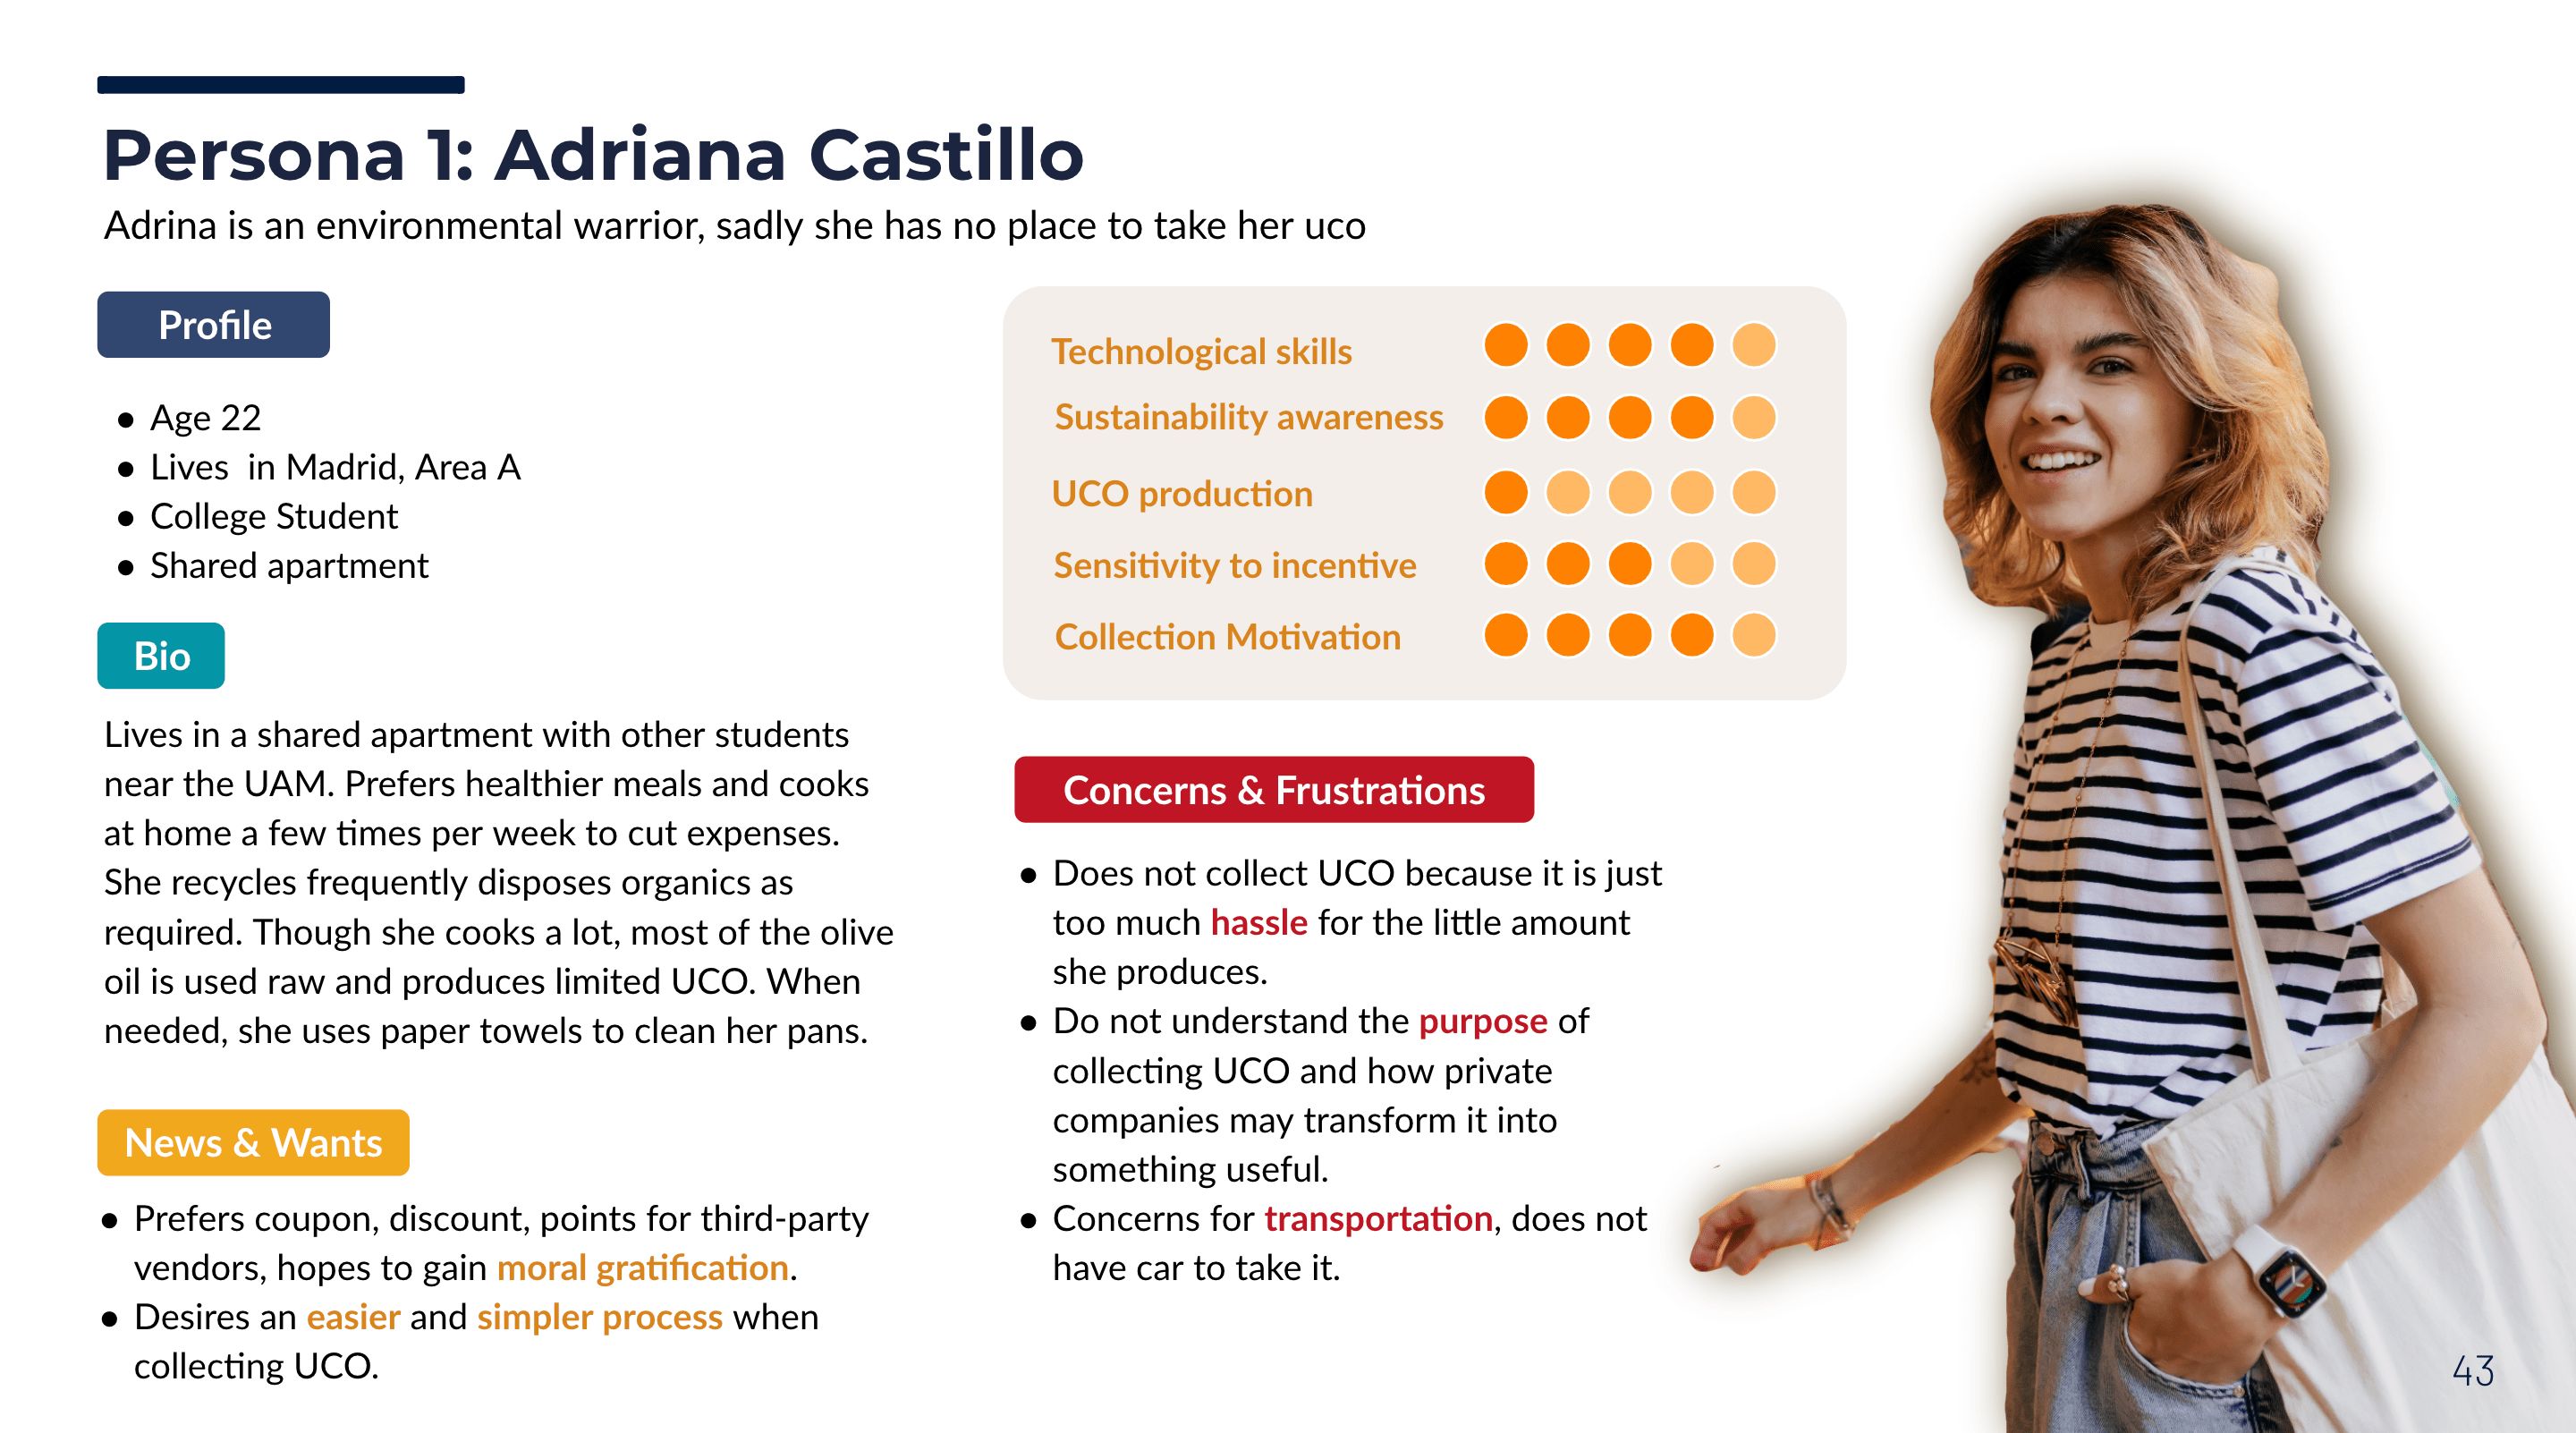 Persona 1: Adriana Castillo
Adrina is an environmental warrior, sadly she has no place to take her uco
Profile
● Age 22
● Lives  in Madrid, Area A
● College Student
● Shared apartment
Bio
Lives in a shared apartment with other students
near the UAM. Prefers healthier meals and cooks
at home a few times per week to cut expenses.
She recycles frequently disposes organics as
required. Though she cooks a lot, most of the olive
oil is used raw and produces limited UCO. When
needed, she uses paper towels to clean her pans.
News & Wants
● Prefers coupon, discount, points for third-party
vendors, hopes to gain moral gratification.
● Desires an easier and simpler process when
collecting UCO.
Technological skills
Sustainability awareness
UCO production
Sensitivity to incentive
Collection Motivation
Concerns & Frustrations
● Does not collect UCO because it is just
too much hassle for the little amount
she produces.
● Do not understand the purpose of
collecting UCO and how private
companies may transform it into
something useful.
● Concerns for transportation, does not
have car to take it.
43